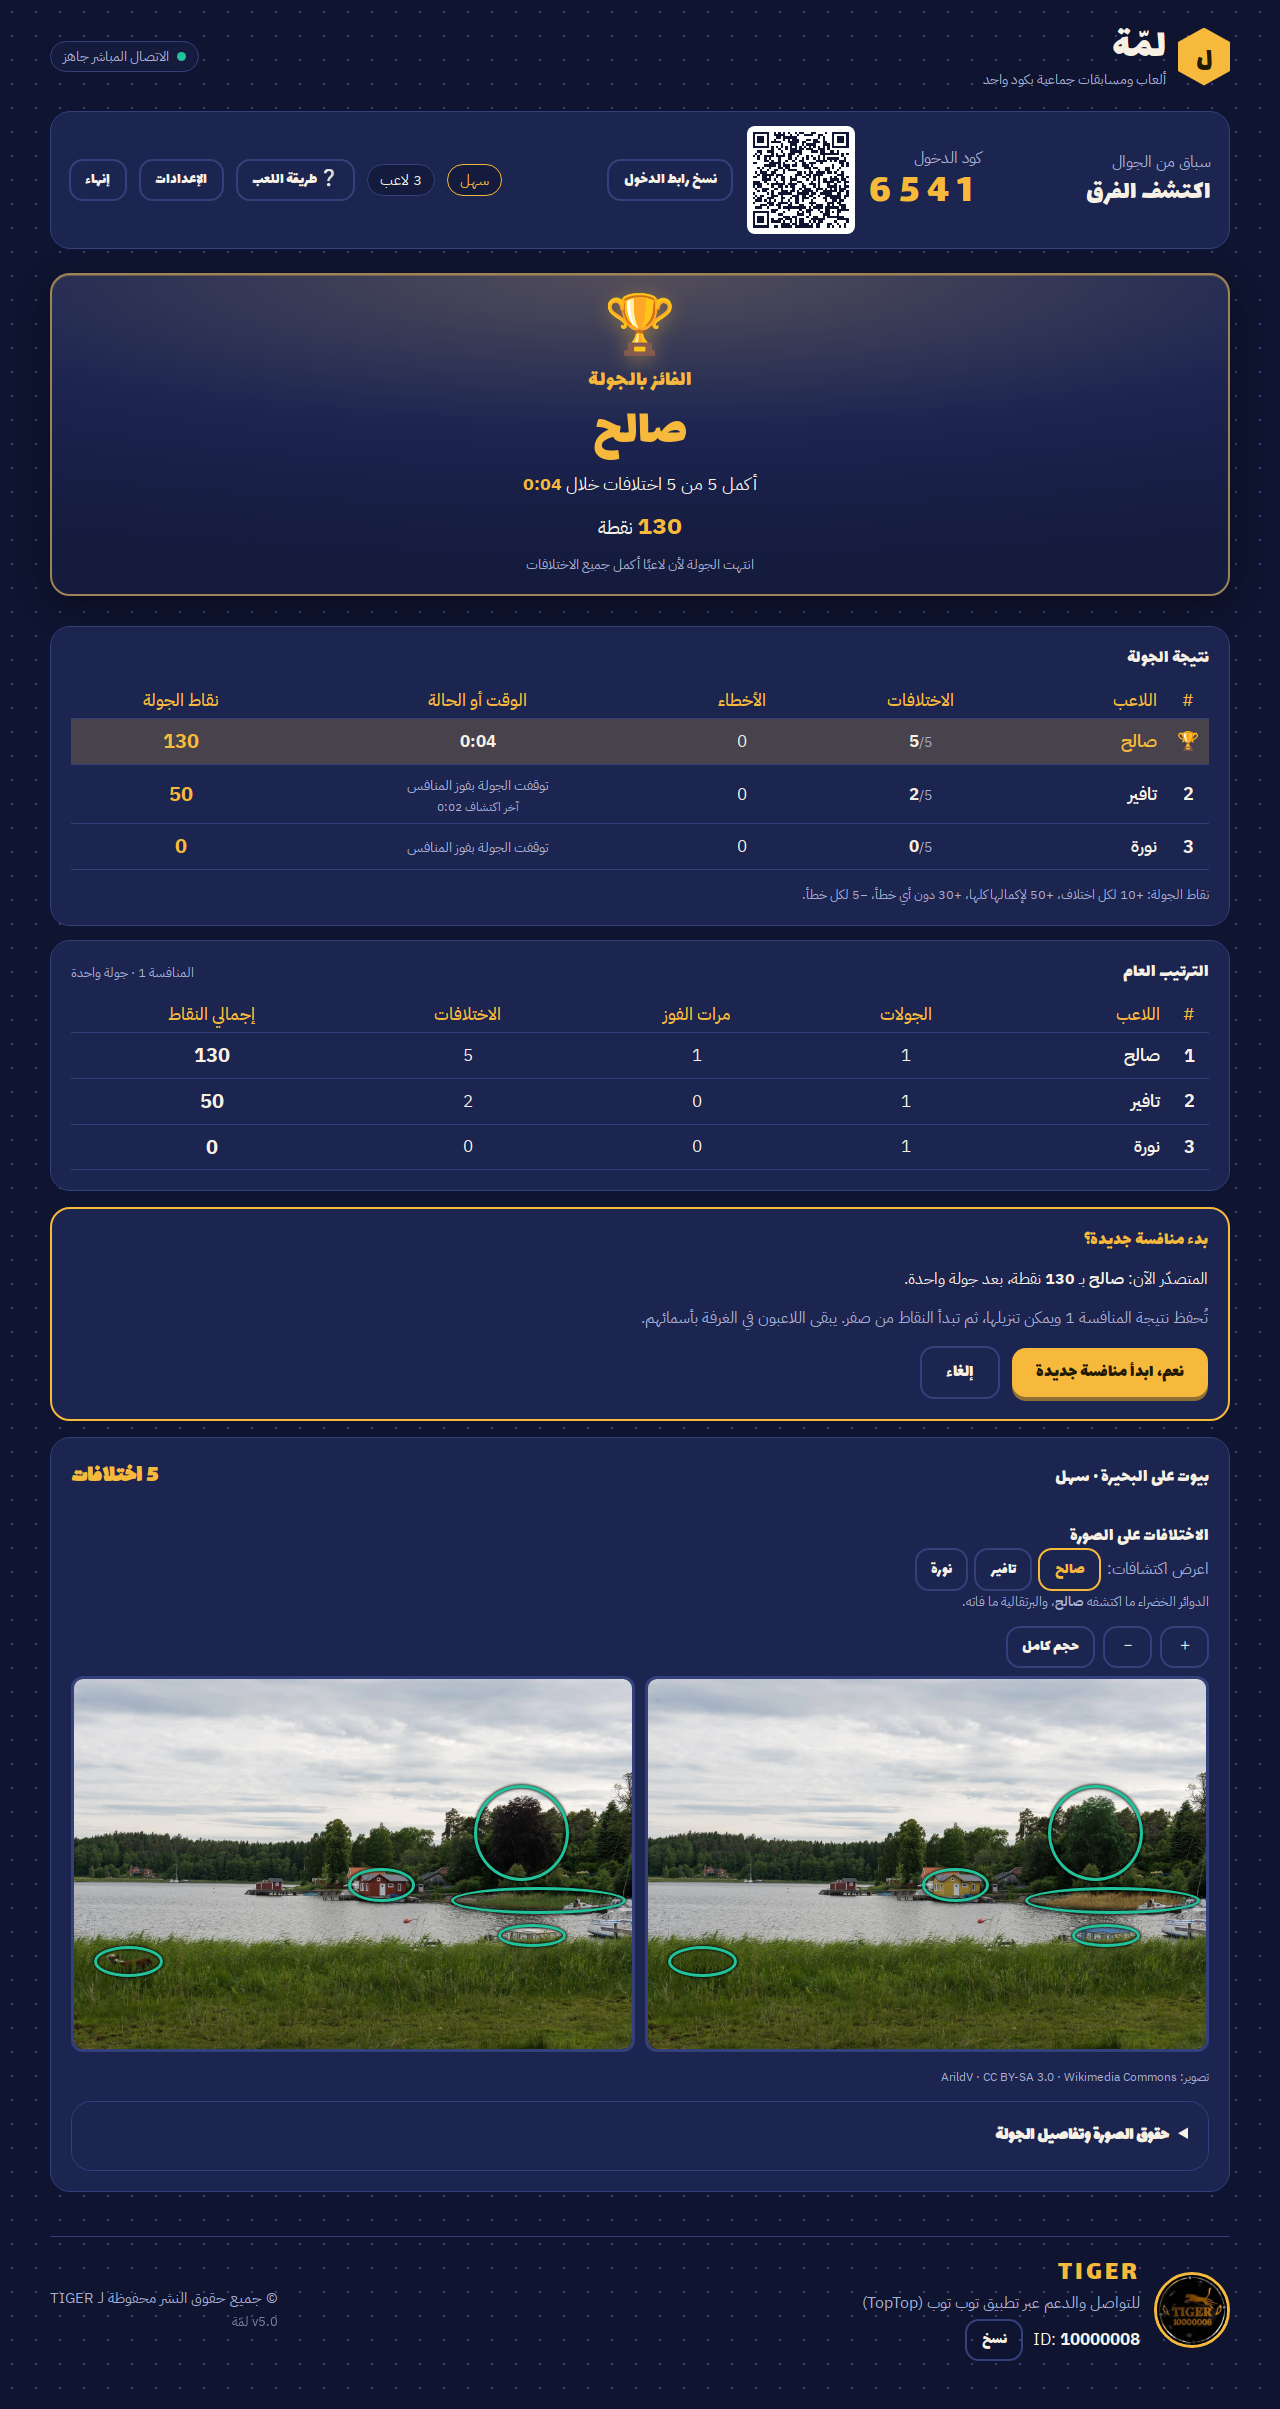 ل
لمّة
ألعاب ومسابقات جماعية بكود واحد
الاتصال المباشر جاهز
سباق من الجوال
اكتشف الفرق
كود الدخول
6541
نسخ رابط الدخول
سهل
3 لاعب
❔ طريقة اللعب
الإعدادات
إنهاء
🏆
الفائز بالجولة
صالح
أكمل 5 من 5 اختلافات خلال 0:04
130 نقطة
انتهت الجولة لأن لاعبًا أكمل جميع الاختلافات
نتيجة الجولة
# اللاعب الاختلافات الأخطاء الوقت أو الحالة نقاط الجولة
🏆 صالح 5/5 0 0:04 130
2 تافير 2/5 0 توقفت الجولة بفوز المنافس 50
آخر اكتشاف 0:02
3 نورة 0/5 0 توقفت الجولة بفوز المنافس 0
نقاط الجولة: +10 لكل اختلاف، +50 لإكمالها كلها، +30 دون أي خطأ، −5 لكل خطأ.
الترتيب العام
المنافسة 1 · جولة واحدة
# اللاعب الجولات مرات الفوز الاختلافات إجمالي النقاط
1 صالح 1 1 5 130
2 تافير 1 0 2 50
3 نورة 1 0 0 0
بدء منافسة جديدة؟
المتصدّر الآن: صالح بـ 130 نقطة، بعد جولة واحدة.
تُحفظ نتيجة المنافسة 1 ويمكن تنزيلها، ثم تبدأ النقاط من صفر. يبقى اللاعبون في الغرفة بأسمائهم.
نعم، ابدأ منافسة جديدة
إلغاء
بيوت على البحيرة · سهل
5 اختلافات
الاختلافات على الصورة
اعرض اكتشافات: صالح تافير نورة
الدوائر الخضراء ما اكتشفه صالح، والبرتقالية ما فاته.
+ − حجم كامل
تصوير: ArildV · CC BY-SA 3.0 · Wikimedia Commons
◀ حقوق الصورة وتفاصيل الجولة
TIGER
10000008
TIGER
للتواصل والدعم عبر تطبيق توب توب (TopTop)
ID: 10000008
نسخ
© جميع حقوق النشر محفوظة لـ TIGER
لمّة v5.0